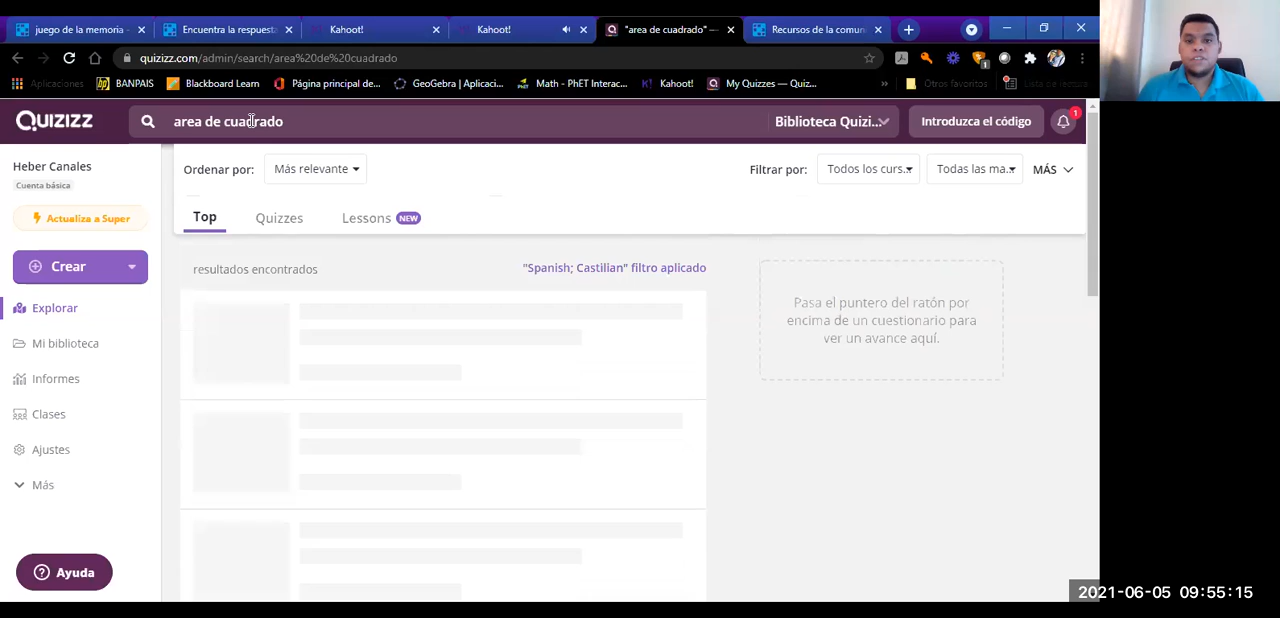 juego de la memoria -
Encuentra la respuesta
Kahoot!
Kahoot!
"area de cuadrado" —
Recursos de la comun
quizizz.com/admin/search/area%20de%20cuadrado
Aplicaciones
BANPAIS
Blackboard Learn
Página principal de...
GeoGebra | Aplicaci...
Math - PhET Interac...
Kahoot!
My Quizzes — Quiz...
»
Otros favoritos
Lista de lectura
QUIZIZZ
area de cuadrado
Biblioteca Quizi...
Introduzca el código
1
Heber Canales
Cuenta básica
Actualiza a Super
Crear
Explorar
Mi biblioteca
Informes
Clases
Ajustes
Más
Ayuda
Ordenar por:
Más relevante
Filtrar por:
Todos los curs..
Todas las ma..
MÁS
Top
Quizzes
Lessons NEW
resultados encontrados
"Spanish; Castilian" filtro aplicado
Pasa el puntero del ratón por
encima de un cuestionario para
ver un avance aquí.
2021-06-05 09:55:15